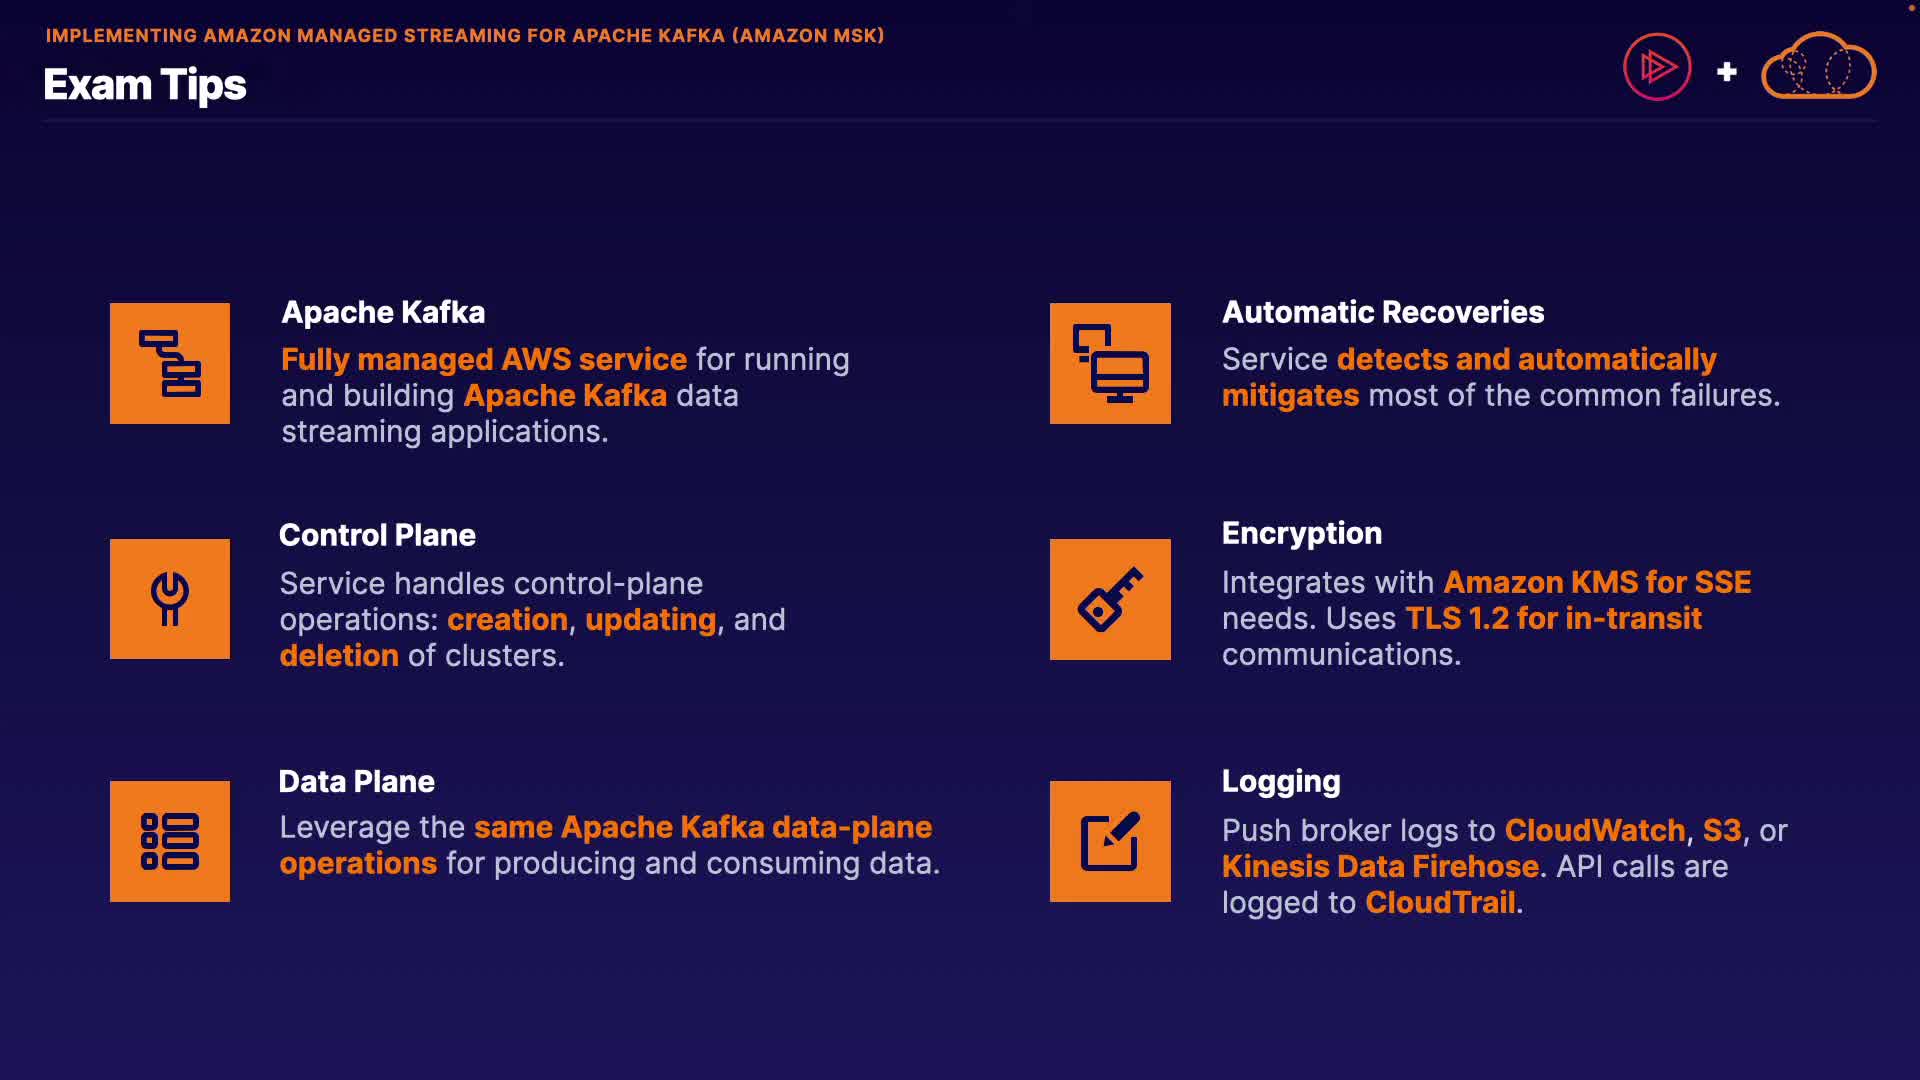 IMPLEMENTING AMAZON MANAGED STREAMING FOR APACHE KAFKA (AMAZON MSK)
Exam Tips
Apache Kafka
Fully managed AWS service for running
and building Apache Kafka data
streaming applications.
Control Plane
Service handles control-plane
operations: creation, updating, and
deletion of clusters.
Data Plane
Leverage the same Apache Kafka data-plane
operations for producing and consuming data.
Automatic Recoveries
Service detects and automatically
mitigates most of the common failures.
Encryption
Integrates with Amazon KMS for SSE
needs. Uses TLS 1.2 for in-transit
communications.
Logging
Push broker logs to CloudWatch, S3, or
Kinesis Data Firehose. API calls are
logged to CloudTrail.